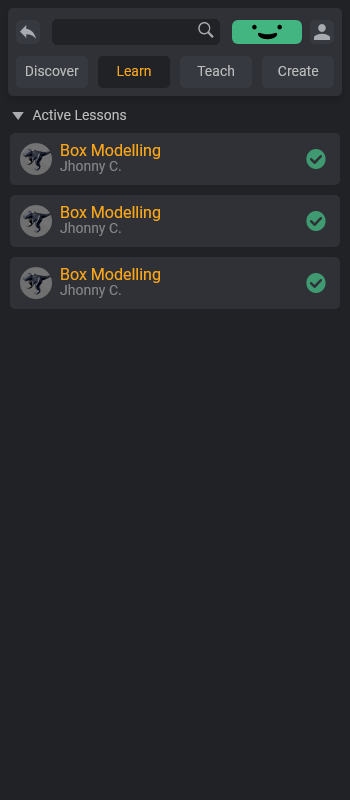 Discover
Learn
Teach
Create
Active Lessons
Box Modelling
Jhonny C.
Box Modelling
Jhonny C.
Box Modelling
Jhonny C.